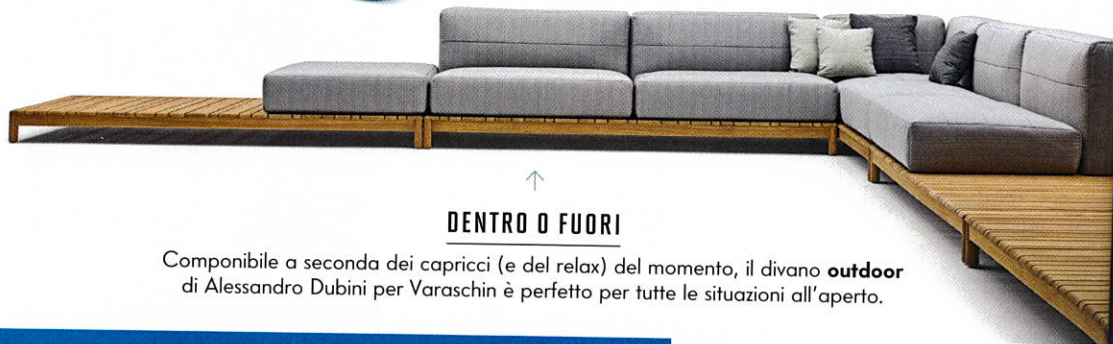 DENTRO O FUORI
Componibile a seconda dei capricci (e del relax) del momento, il divano outdoor
di Alessandro Dubini per Varaschin è perfetto per tutte le situazioni all'aperto.